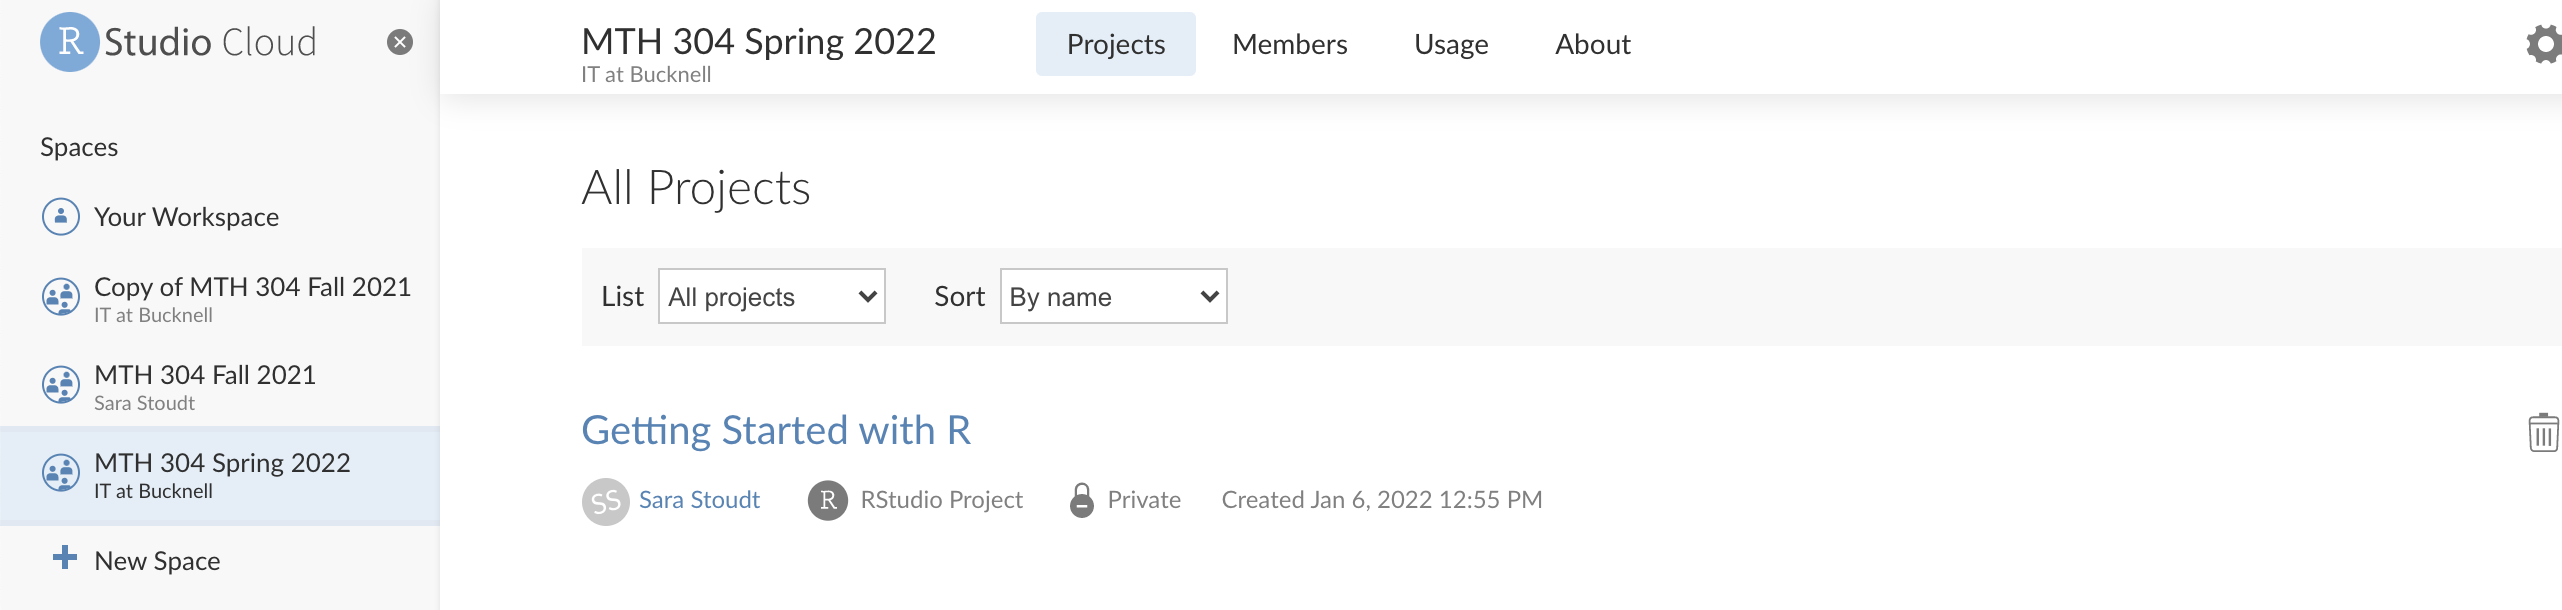 R Studio Cloud
Spaces
Your Workspace
Copy of MTH 304 Fall 2021
IT at Bucknell
MTH 304 Fall 2021
Sara Stoudt
MTH 304 Spring 2022
IT at Bucknell
New Space
MTH 304 Spring 2022
IT at Bucknell
Projects Members Usage About
All Projects
List All projects Sort By name
Getting Started with R
SS Sara Stoudt R RStudio Project Private Created Jan 6, 2022 12:55 PM